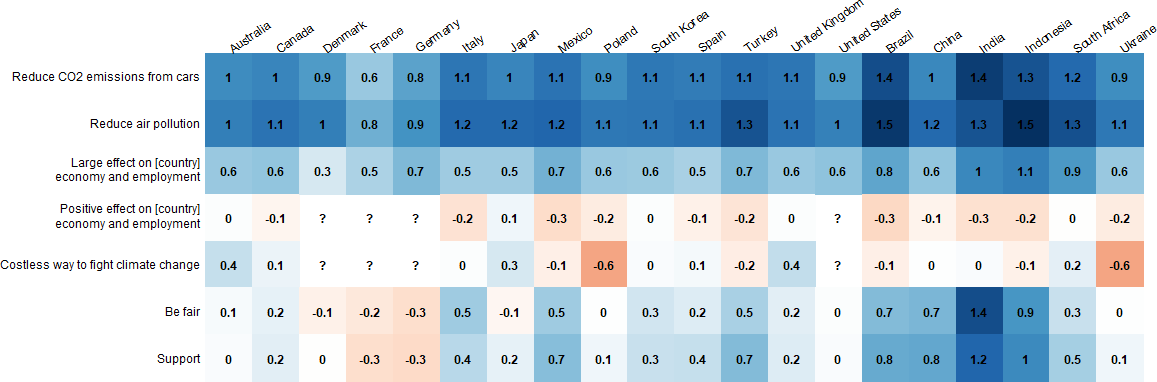 Australia Canada Denmark France Germany Italy Japan Mexico Poland South Korea Spain Turkey United Kingdom United States Brazil China India Indonesia South Africa Ukraine
Reduce CO2 emissions from cars 1 1 0.9 0.6 0.8 1.1 1 1.1 0.9 1.1 1.1 1.1 1.1 0.9 1.4 1 1.4 1.3 1.2 0.9
Reduce air pollution 1 1.1 1 0.8 0.9 1.2 1.2 1.2 1.1 1.1 1.1 1.3 1.1 1 1.5 1.2 1.3 1.5 1.3 1.1
Large effect on [country]
economy and employment 0.6 0.6 0.3 0.5 0.7 0.5 0.5 0.7 0.6 0.6 0.5 0.7 0.6 0.6 0.8 0.6 1 1.1 0.9 0.6
Positive effect on [country]
economy and employment 0 -0.1 ? ? ? -0.2 0.1 -0.3 -0.2 0 -0.1 -0.2 0 ? -0.3 -0.1 -0.3 -0.2 0 -0.2
Costless way to fight climate change 0.4 0.1 ? ? ? 0 0.3 -0.1 -0.6 0 0.1 -0.2 0.4 ? -0.1 0 0 -0.1 0.2 -0.6
Be fair 0.1 0.2 -0.1 -0.2 -0.3 0.5 -0.1 0.5 0 0.3 0.2 0.5 0.2 0 0.7 0.7 1.4 0.9 0.3 0
Support 0 0.2 0 -0.3 -0.3 0.4 0.2 0.7 0.1 0.3 0.4 0.7 0.2 0 0.8 0.8 1.2 1 0.5 0.1